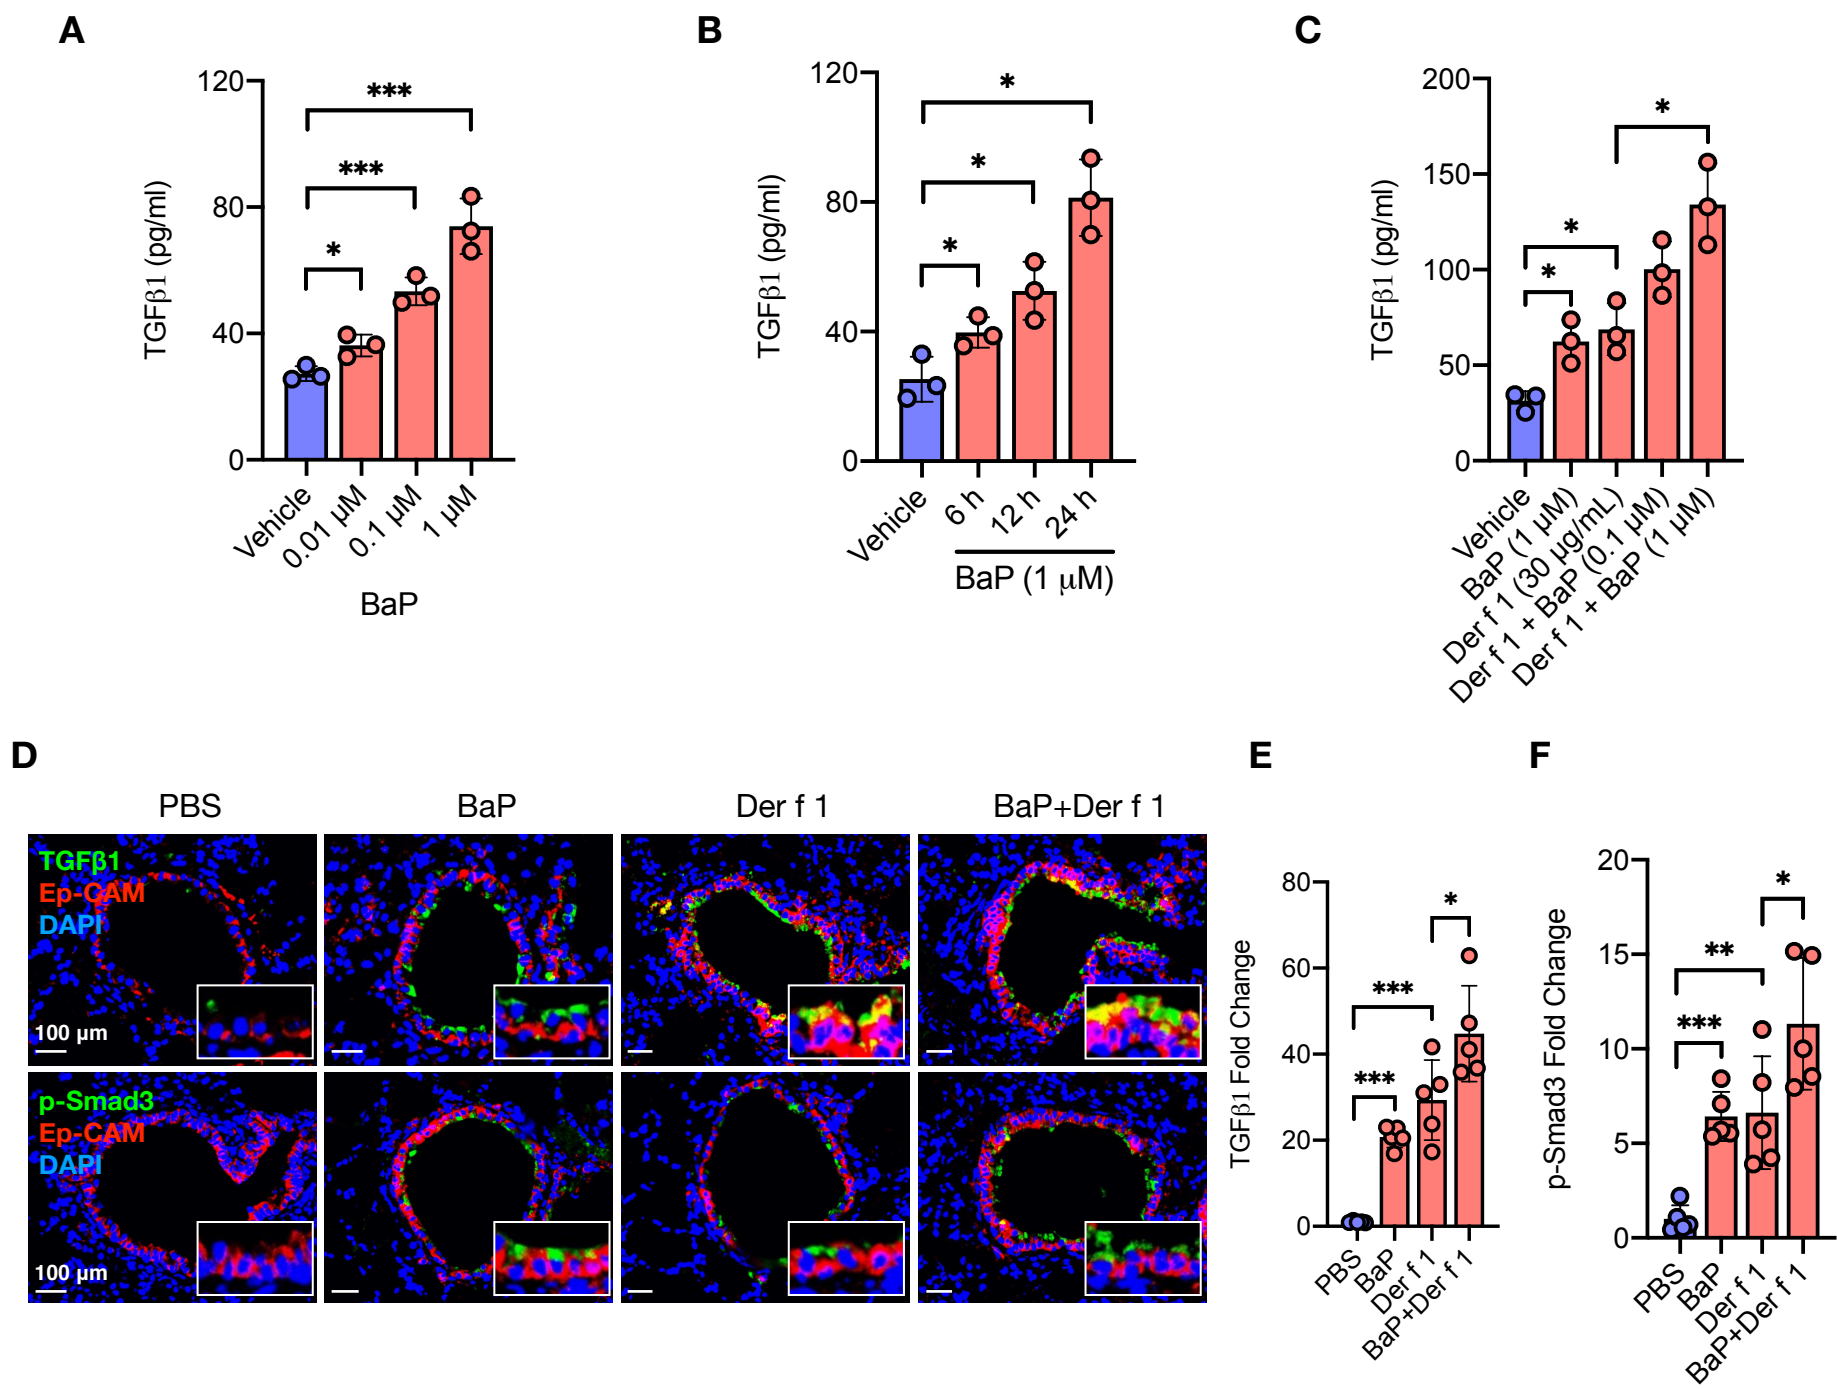 A
120
80
40
0
TGFβ1 (pg/ml)
***
***
*
Vehicle
0.01 µM
0.1 µM
1 µM
BaP
B
120
80
40
0
TGFβ1 (pg/ml)
*
*
*
Vehicle
6 h
12 h
24 h
BaP (1 µM)
C
200
150
100
50
0
TGFβ1 (pg/ml)
*
*
*
Vehicle
BaP (1 µM)
Der f 1 (30 µg/mL)
Der f 1 + BaP (0.1 µM)
Der f 1 + BaP (1 µM)
D
PBS
BaP
Der f 1
BaP+Der f 1
TGFβ1
Ep-CAM
DAPI
100 µm
p-Smad3
Ep-CAM
DAPI
100 µm
E
80
60
40
20
0
TGFβ1 Fold Change
*
***
***
PBS
BaP
Der f 1
BaP+Der f 1
F
20
15
10
5
0
p-Smad3 Fold Change
*
**
***
PBS
BaP
Der f 1
BaP+Der f 1